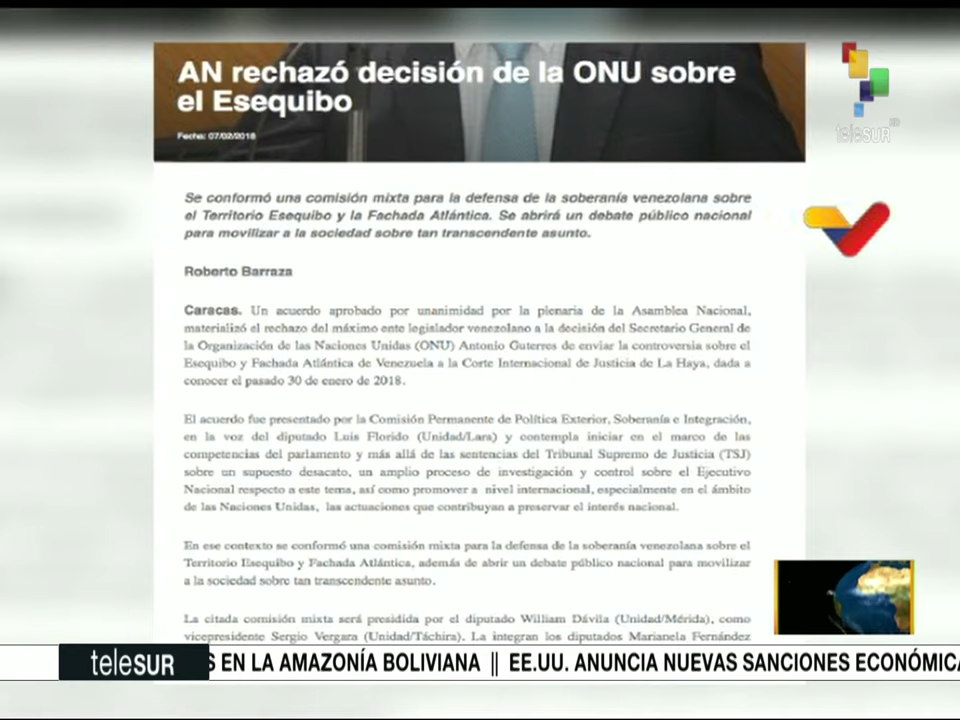 AN rechazó decisión de la ONU sobre
el Esequibo
Fecha: 07/02/2018
teleSUR
HD
Se conformó una comisión mixta para la defensa de la soberanía venezolana sobre
el Territorio Esequibo y la Fachada Atlántica. Se abrirá un debate público nacional
para movilizar a la sociedad sobre tan transcendente asunto.
Roberto Barraza
Caracas. Un acuerdo aprobado por unanimidad por la plenaria de la Asamblea Nacional,
materializó el rechazo del máximo ente legislador venezolano a la decisión del Secretario General de
la Organización de las Naciones Unidas (ONU) Antonio Guterres de enviar la controversia sobre el
Esequibo y Fachada Atlántica de Venezuela a la Corte Internacional de Justicia de La Haya, dada a
conocer el pasado 30 de enero de 2018.
El acuerdo fue presentado por la Comisión Permanente de Política Exterior, Soberanía e Integración,
en la voz del diputado Luis Florido (Unidad/Lara) y contempla iniciar en el marco de las
competencias del parlamento y más allá de las sentencias del Tribunal Supremo de Justicia (TSJ)
sobre un supuesto desacato, un amplio proceso de investigación y control sobre el Ejecutivo
Nacional respecto a este tema, así como promover a nivel internacional, especialmente en el ámbito
de las Naciones Unidas, las actuaciones que contribuyan a preservar el interés nacional.
En ese contexto se conformó una comisión mixta para la defensa de la soberanía venezolana sobre el
Territorio Esequibo y Fachada Atlántica, además de abrir un debate público nacional para movilizar
a la sociedad sobre tan transcendente asunto.
La citada comisión mixta será presidida por el diputado William Dávila (Unidad/Mérida), como
vicepresidente Sergio Vergara (Unidad/Táchira). La integran los diputados Marianela Fernández
teleSUR
S EN LA AMAZONÍA BOLIVIANA || EE.UU. ANUNCIA NUEVAS SANCIONES ECONÓMICA